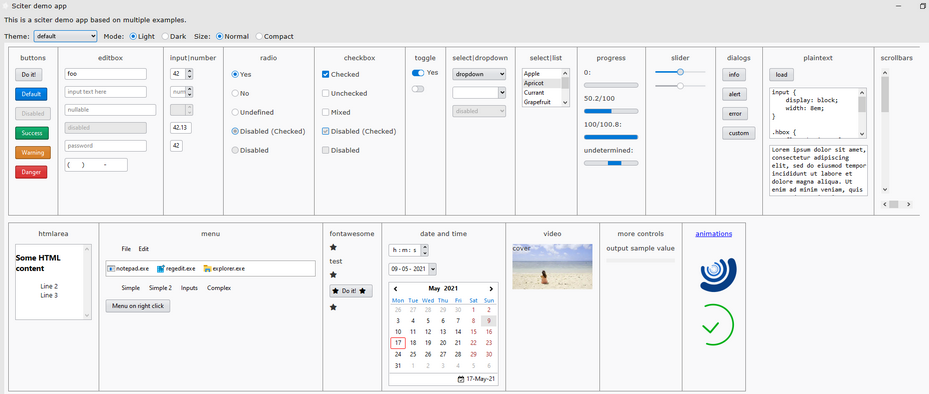 Sciter demo app
This is a sciter demo app based on multiple examples.
Theme: default Mode: Light Dark Size: Normal Compact
buttons
Do it!
Default
Disabled
Success
Warning
Danger
editbox
foo
input text here
nullable
disabled
password
( ) -
input|number
42
num
42.13
42
radio
Yes
No
Undefined
Disabled (Checked)
Disabled
checkbox
Checked
Unchecked
Mixed
Disabled (Checked)
Disabled
toggle
Yes
select|dropdown
dropdown
disabled
select|list
Apple
Apricot
Currant
Grapefruit
progress
0:
50.2/100
100/100.8:
undetermined:
slider
dialogs
info
alert
error
custom
plaintext
load
input {
display: block;
width: 8em;
}
.hbox {
Lorem ipsum dolor sit amet,
consectetur adipiscing
elit, sed do eiusmod tempor
incididunt ut labore et
dolore magna aliqua. Ut
enim ad minim veniam, quis
scrollbars
htmlarea
Some HTML
content
Line 2
Line 3
menu
File Edit
notepad.exe regedit.exe explorer.exe
Simple Simple 2 Inputs Complex
Menu on right click
fontawesome
test
Do it!
date and time
h : m : s
09 - 05 - 2021
May 2021
Mon Tue Wed Thu Fri Sat Sun
26 27 28 29 30 1 2
3 4 5 6 7 8 9
10 11 12 13 14 15 16
17 18 19 20 21 22 23
24 25 26 27 28 29 30
31 1 2 3 4 5 6
17-May-21
video
cover
more controls
output sample value
animations